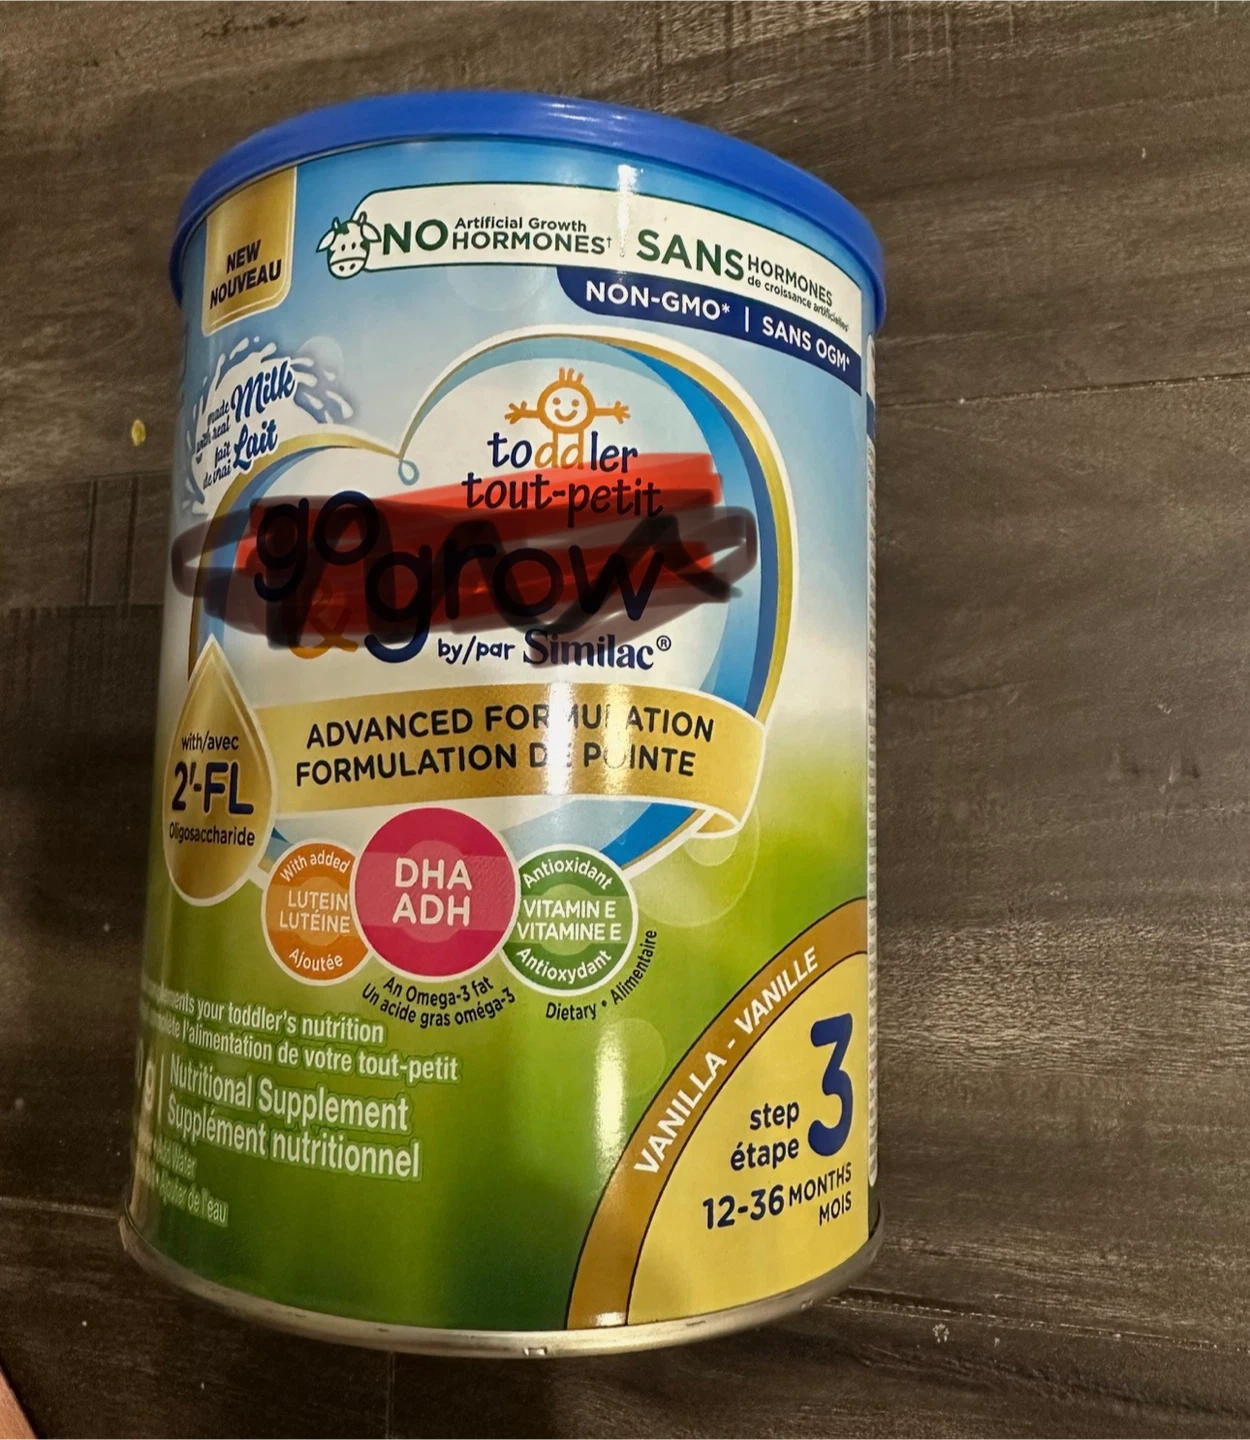 NEW
NOUVEAU
NO Artificial Growth
HORMONES†
SANS HORMONES
de croissance artificielles
NON-GMO* | SANS OGM*
made
with real
Milk
fait
de vrai
Lait
toddler
tout-petit
go
&grow
by/par Similac®
ADVANCED FORMULATION
FORMULATION DE POINTE
with/avec
2'-FL
Oligosaccharide
With added
LUTEIN
LUTÉINE
Ajoutée
DHA
ADH
An Omega-3 fat
Un acide gras oméga-3
Antioxidant
VITAMIN E
VITAMINE E
Antioxydant
Dietary • Alimentaire
your toddler's nutrition
l'alimentation de votre tout-petit
g
Nutritional Supplement
Supplément nutritionnel
Water
Ajouter de l'eau
VANILLA - VANILLE
step
étape
3
12-36 MONTHS
MOIS